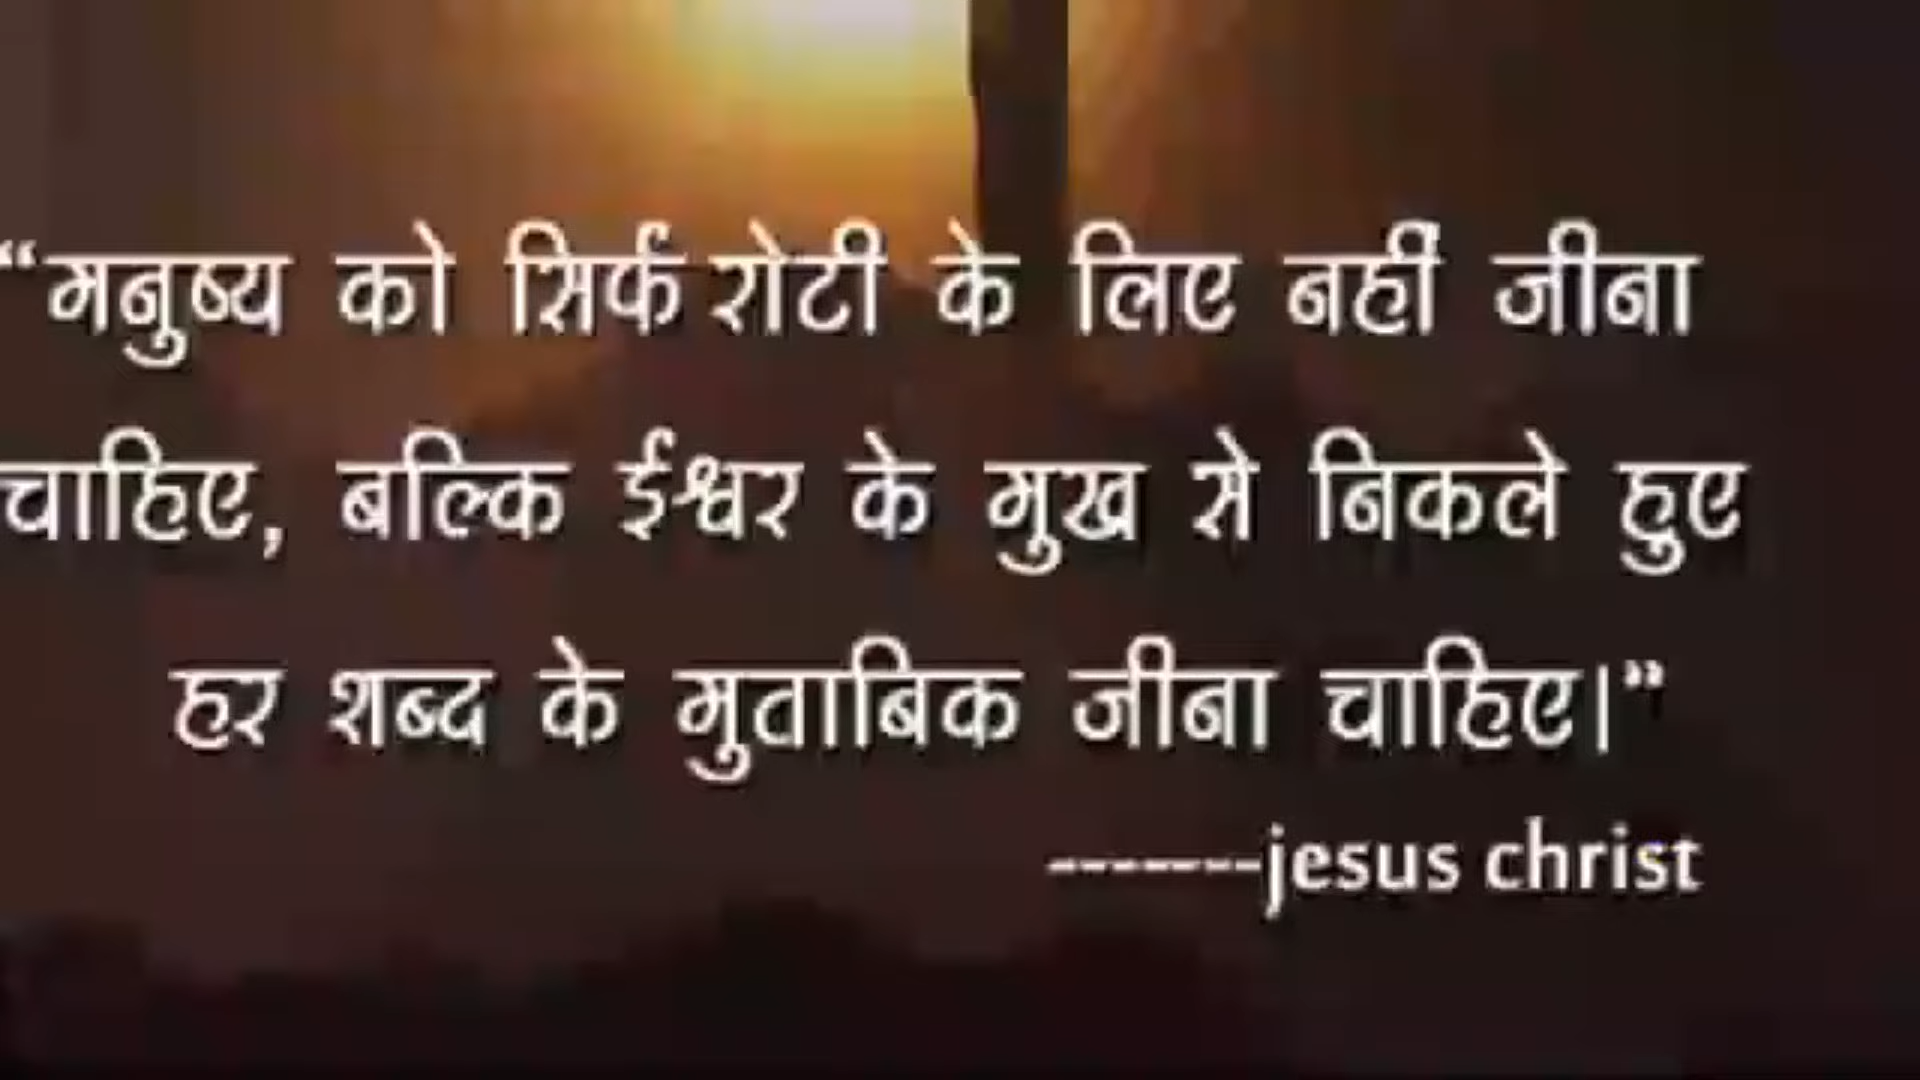 “मनुष्य को सिर्फ रोटी के लिए नहीं जीना
चाहिए, बल्कि ईश्वर के मुख से निकले हुए
हर शब्द के मुताबिक जीना चाहिए।”
-------jesus christ